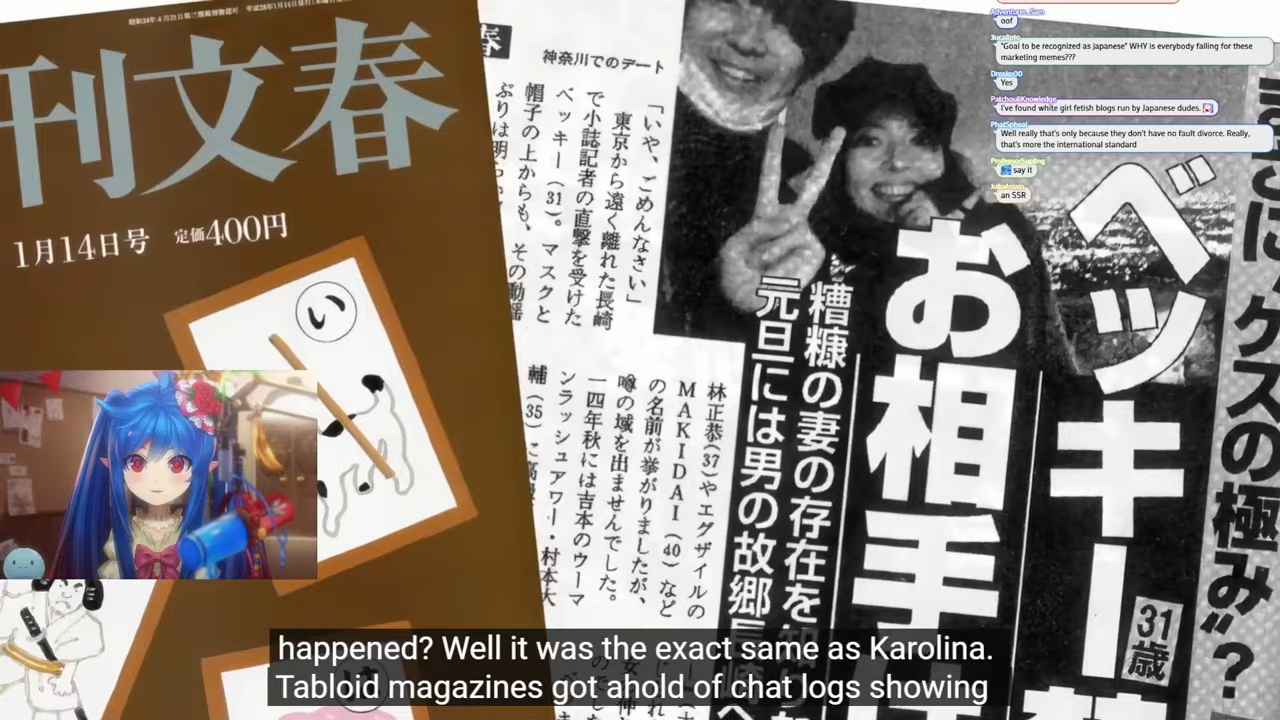 刊文春
1月14日号 定価400円
い
春
神奈川でのデート
「いや、ごめんなさい」
東京から遠く離れた長崎
で小誌記者の直撃を受けた
ベッキー(31)。マスクと
帽子の上からも、その動揺
ぶりは明
林正恭(37)やエグザイルの
MAKIDAI(40)など
の名前が挙がりましたが、
噂の域を出ませんでした。
一四年秋には吉本のウーマ
ンラッシュアワー・村本大
輔(35)
ゲスの極み”?
ベッキー
31歳
お相手は
糟糠の妻の存在を
元旦には男の故郷長崎へ
Adventurer_Sam
oof
3ucalipto
"Goal to be recognized as japanese" WHY is everybody falling for these
marketing memes???
Dreako00
Yes
PatchouliKnowledge
I've found white girl fetish blogs run by Japanese dudes.
PhatSpheal
Well really that's only because they don't have no fault divorce. Really,
that's more the international standard
ProfessorSapling
say it
an SSR
happened? Well it was the exact same as Karolina.
Tabloid magazines got ahold of chat logs showing